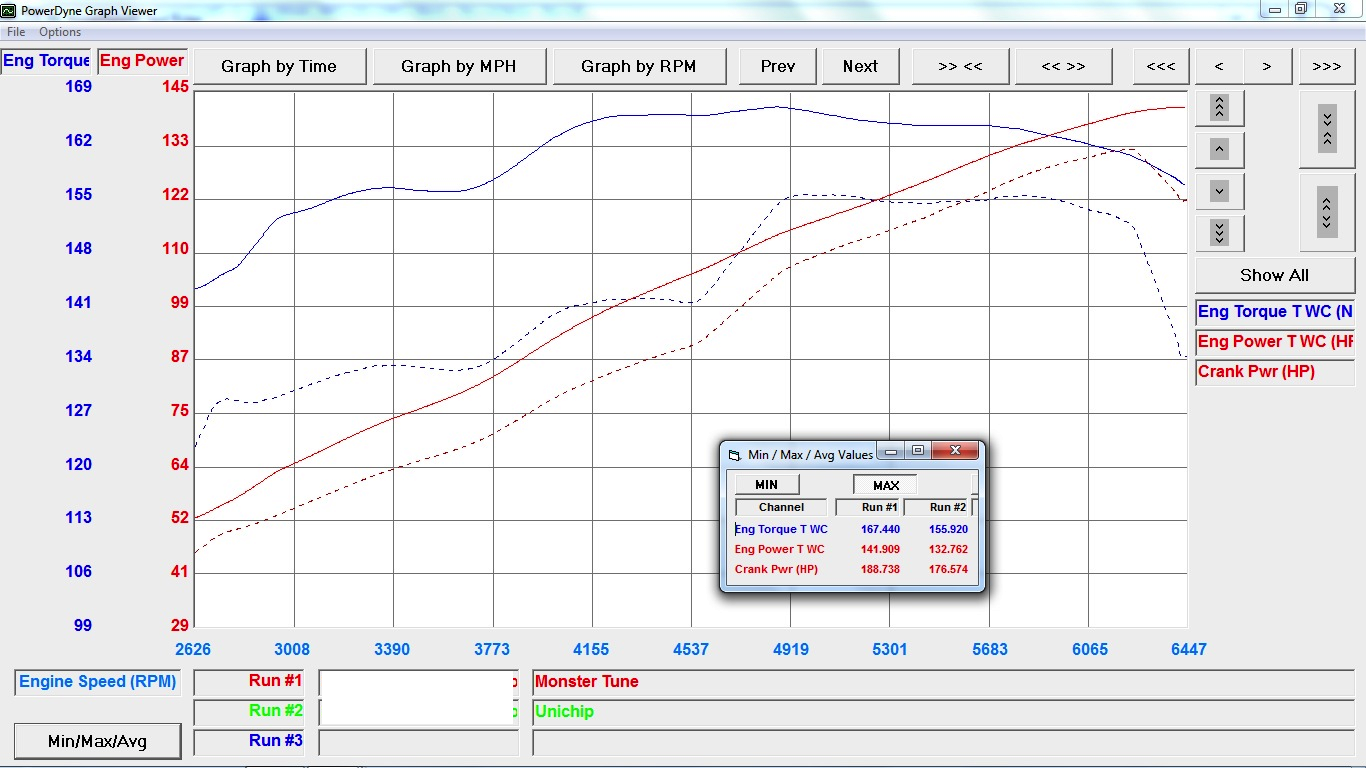 PowerDyne Graph Viewer
File Options
Eng Torque Eng Power Graph by Time Graph by MPH Graph by RPM Prev Next >> << << >> <<< < > >>>
169 145
162 133
155 122
148 110
141 99
134 87
127 75
120 64
113 52
106 41
99 29
Show All
Eng Torque T WC (N
Eng Power T WC (HF
Crank Pwr (HP)
Min / Max / Avg Values
MIN MAX
Channel Run #1 Run #2
Eng Torque T WC 167.440 155.920
Eng Power T WC 141.909 132.762
Crank Pwr (HP) 188.738 176.574
2626 3008 3390 3773 4155 4537 4919 5301 5683 6065 6447
Engine Speed (RPM) Run #1 Monster Tune
Run #2 Unichip
Min/Max/Avg Run #3